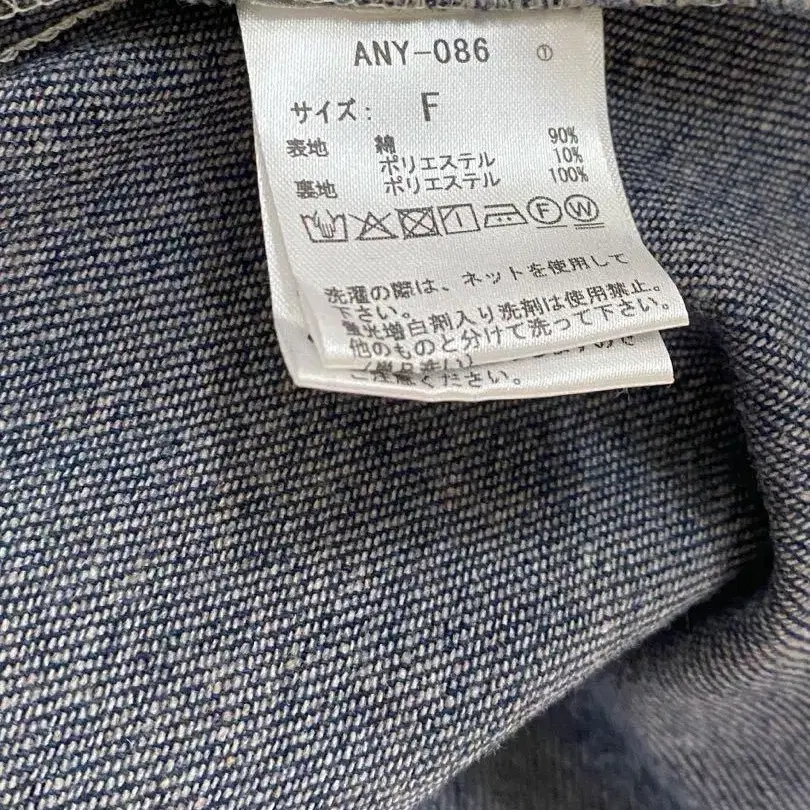 ANY-086 ①
サイズ: F
表地 綿 90%
ポリエステル 10%
裏地 ポリエステル 100%
F W
洗濯の際は、ネットを使用して
下さい。
蛍光増白剤入り洗剤は使用禁止。
他のものと分けて洗って下さい。
ください。